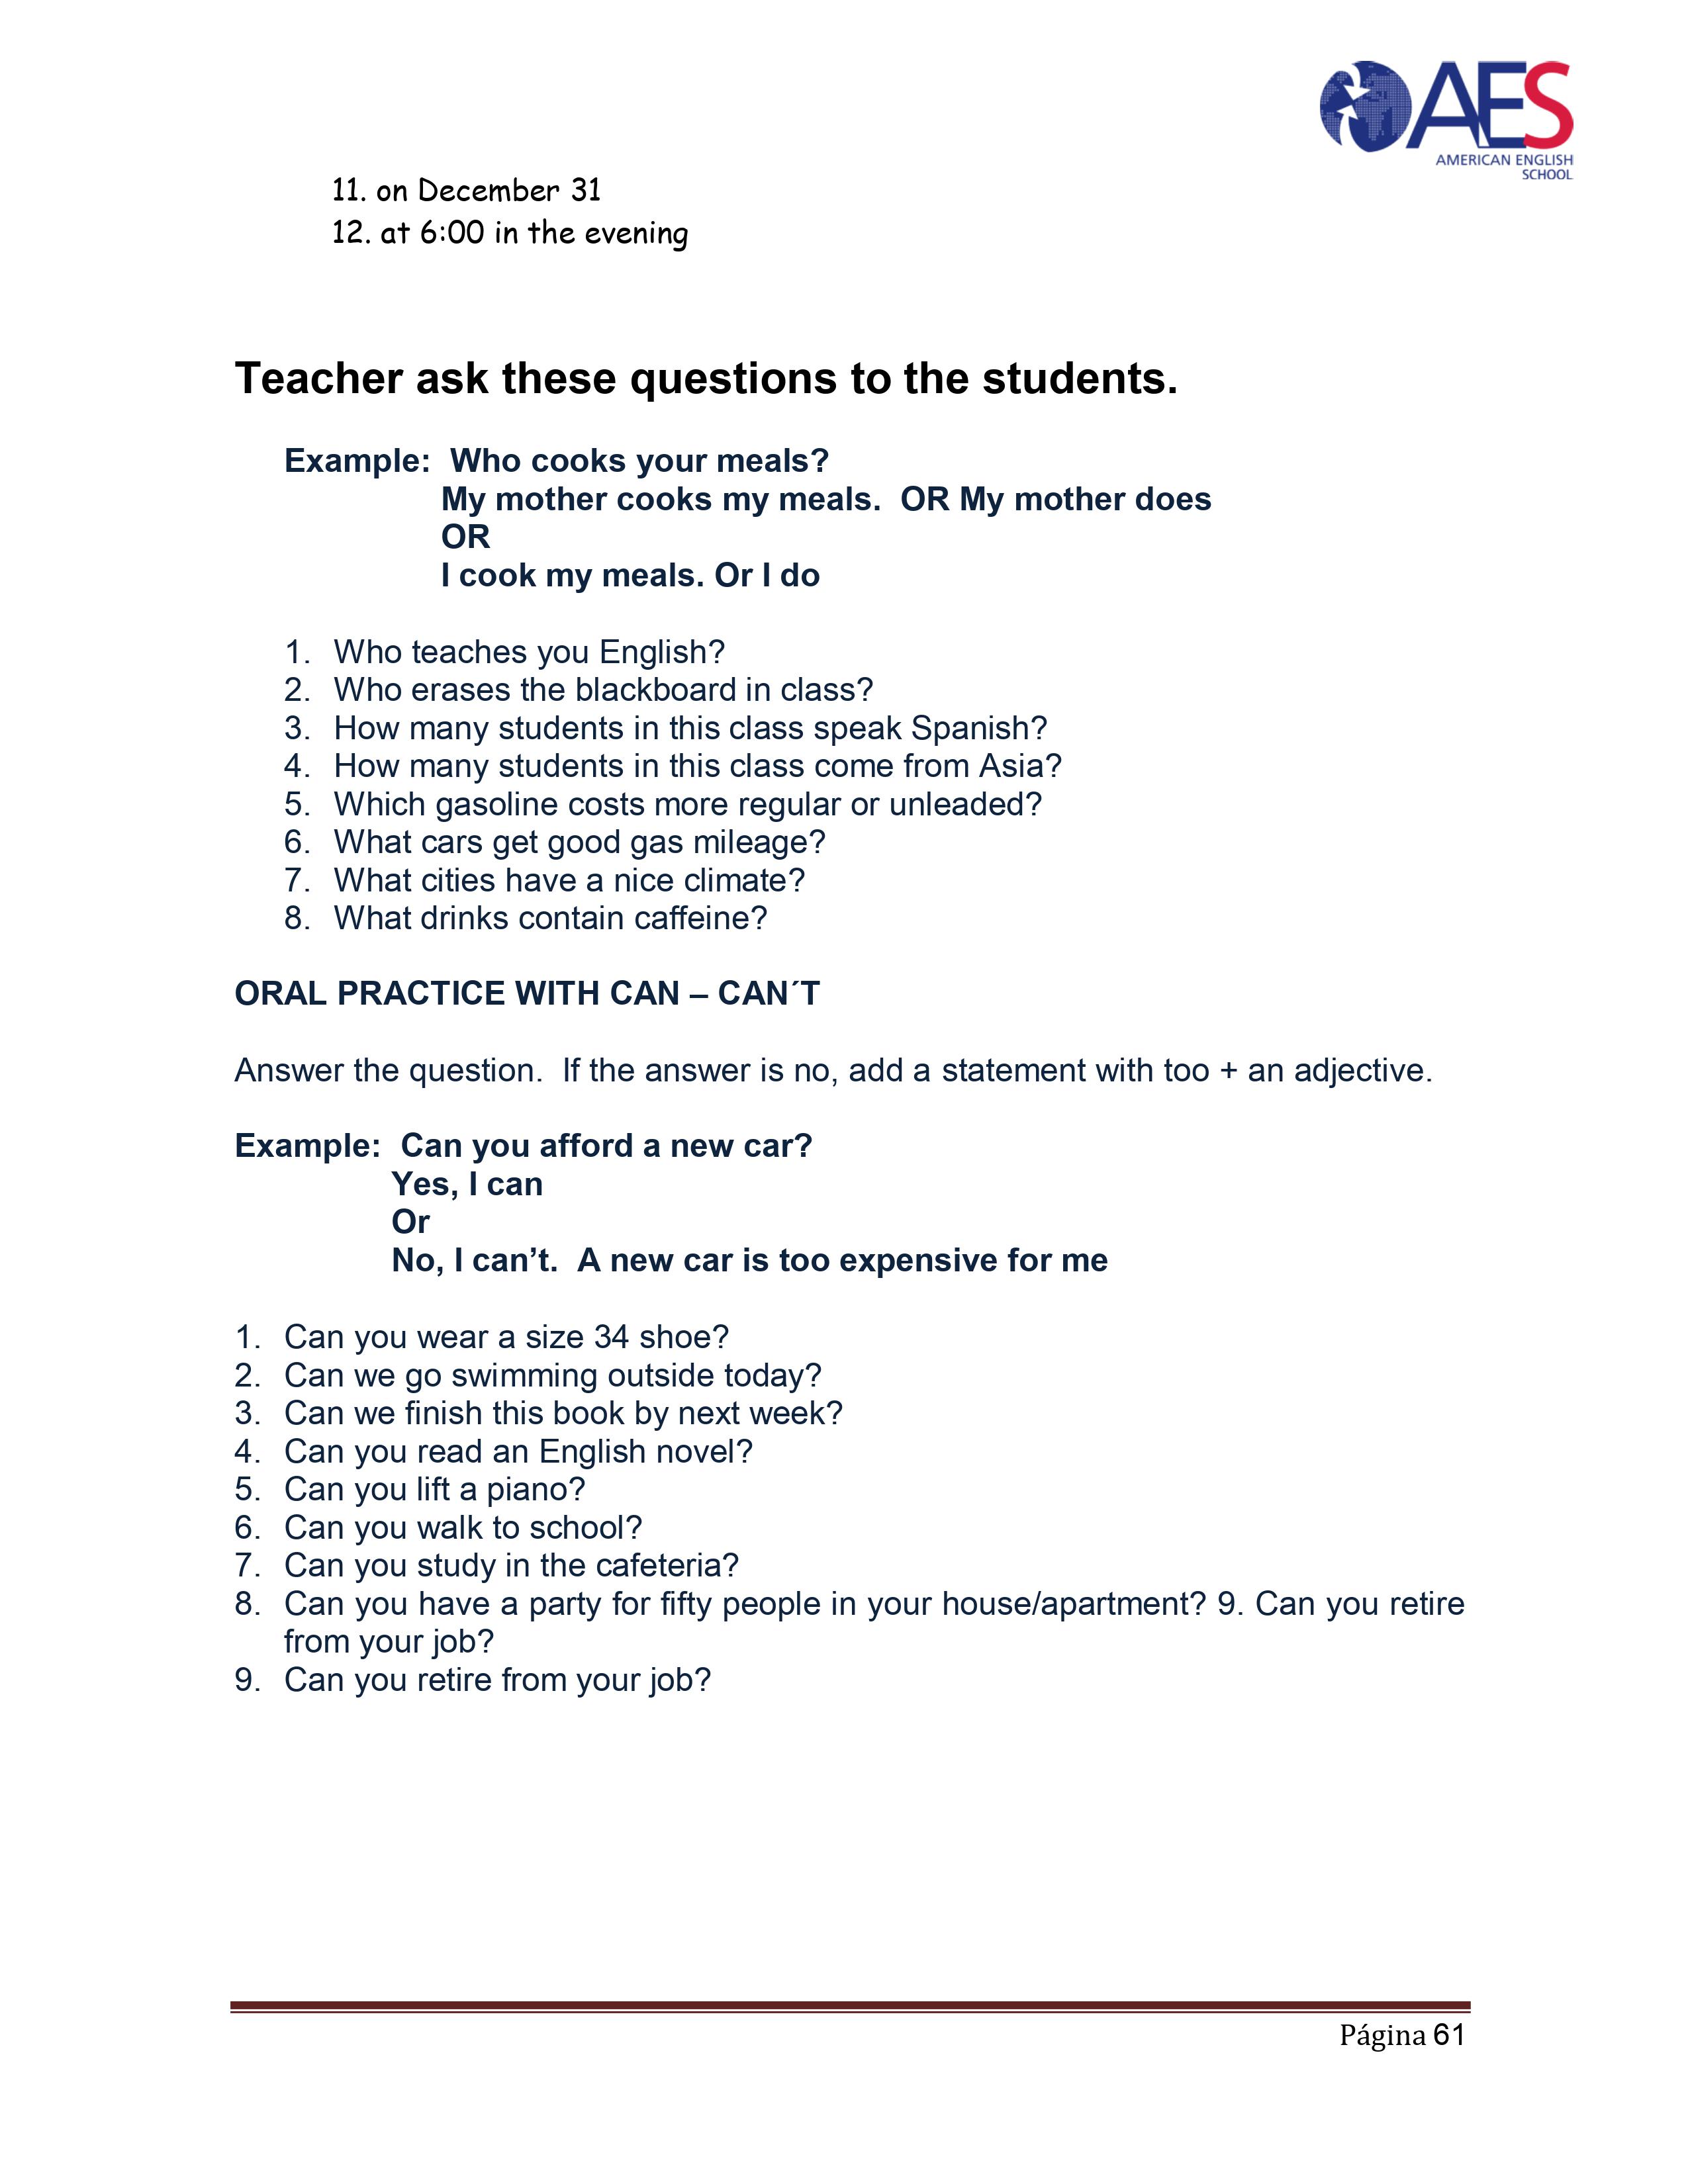 AES
AMERICAN ENGLISH
SCHOOL
11. on December 31
12. at 6:00 in the evening
Teacher ask these questions to the students.
Example:  Who cooks your meals?
My mother cooks my meals.  OR My mother does
OR
I cook my meals. Or I do
1. Who teaches you English?
2. Who erases the blackboard in class?
3. How many students in this class speak Spanish?
4. How many students in this class come from Asia?
5. Which gasoline costs more regular or unleaded?
6. What cars get good gas mileage?
7. What cities have a nice climate?
8. What drinks contain caffeine?
ORAL PRACTICE WITH CAN – CAN´T
Answer the question.  If the answer is no, add a statement with too + an adjective.
Example:  Can you afford a new car?
Yes, I can
Or
No, I can’t.  A new car is too expensive for me
1. Can you wear a size 34 shoe?
2. Can we go swimming outside today?
3. Can we finish this book by next week?
4. Can you read an English novel?
5. Can you lift a piano?
6. Can you walk to school?
7. Can you study in the cafeteria?
8. Can you have a party for fifty people in your house/apartment? 9. Can you retire
from your job?
9. Can you retire from your job?
Página 61